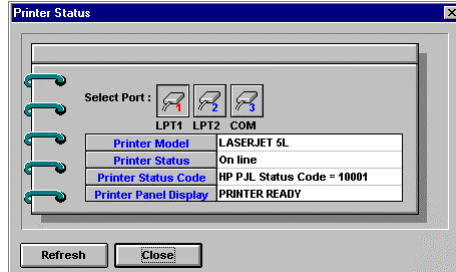 Printer Status
Select Port :
1 2 3
LPT1 LPT2 COM
Printer Model LASERJET 5L
Printer Status On line
Printer Status Code HP PJL Status Code = 10001
Printer Panel Display PRINTER READY
Refresh Close